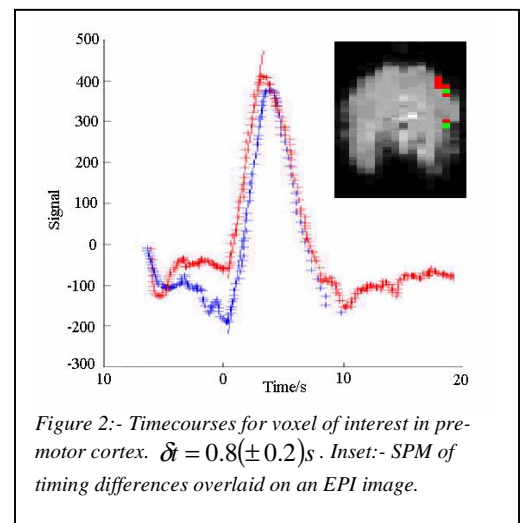 500
400
300
200
100
0
-100
-200
-300
Signal
10
0
10
20
Time/s
Figure 2:- Timecourses for voxel of interest in pre-
motor cortex. δt = 0.8(± 0.2)s . Inset:- SPM of
timing differences overlaid on an EPI image.